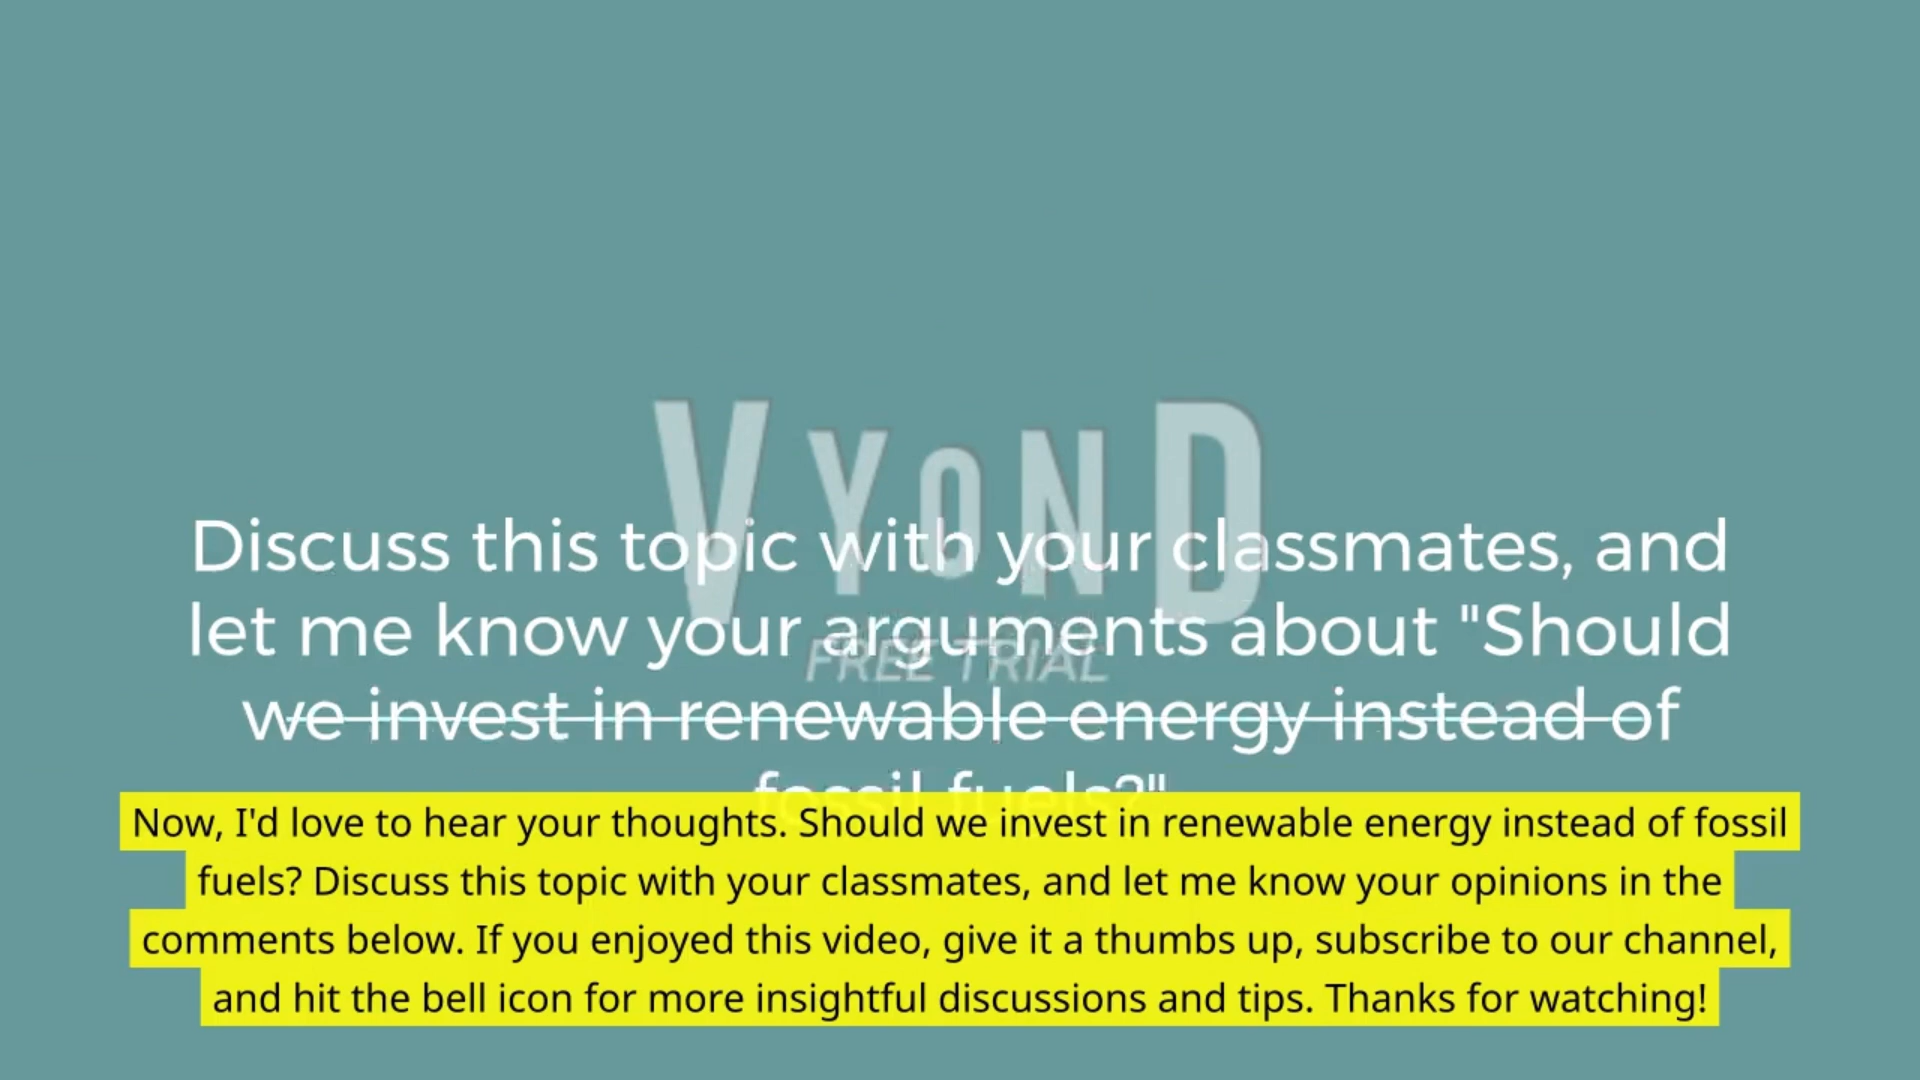 VYOND
FREE TRIAL
Discuss this topic with your classmates, and
let me know your arguments about "Should
we invest in renewable energy instead of
fossil fuels?"
Now, I'd love to hear your thoughts. Should we invest in renewable energy instead of fossil
fuels? Discuss this topic with your classmates, and let me know your opinions in the
comments below. If you enjoyed this video, give it a thumbs up, subscribe to our channel,
and hit the bell icon for more insightful discussions and tips. Thanks for watching!